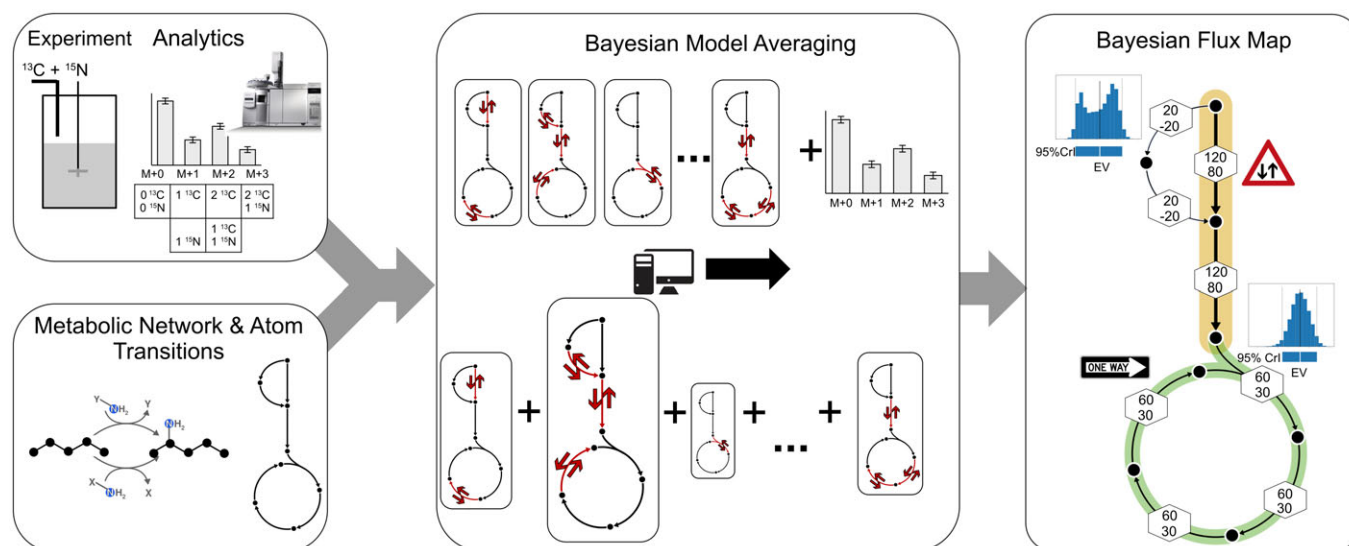 Experiment
Analytics
¹³C + ¹⁵N
M+0 M+1 M+2 M+3
0 ¹³C 1 ¹³C 2 ¹³C 2 ¹³C
0 ¹⁵N 1 ¹⁵N
1 ¹³C
1 ¹⁵N 1 ¹⁵N
Metabolic Network & Atom
Transitions
Y NH₂ Y
NH₂
X NH₂ X
Bayesian Model Averaging
+
M+0 M+1 M+2 M+3
+ + + +
Bayesian Flux Map
20
-20
95%CrI
EV
120
80
20
-20
120
80
95% CrI
EV
ONE WAY
60
30
60
30
60
30
60
30